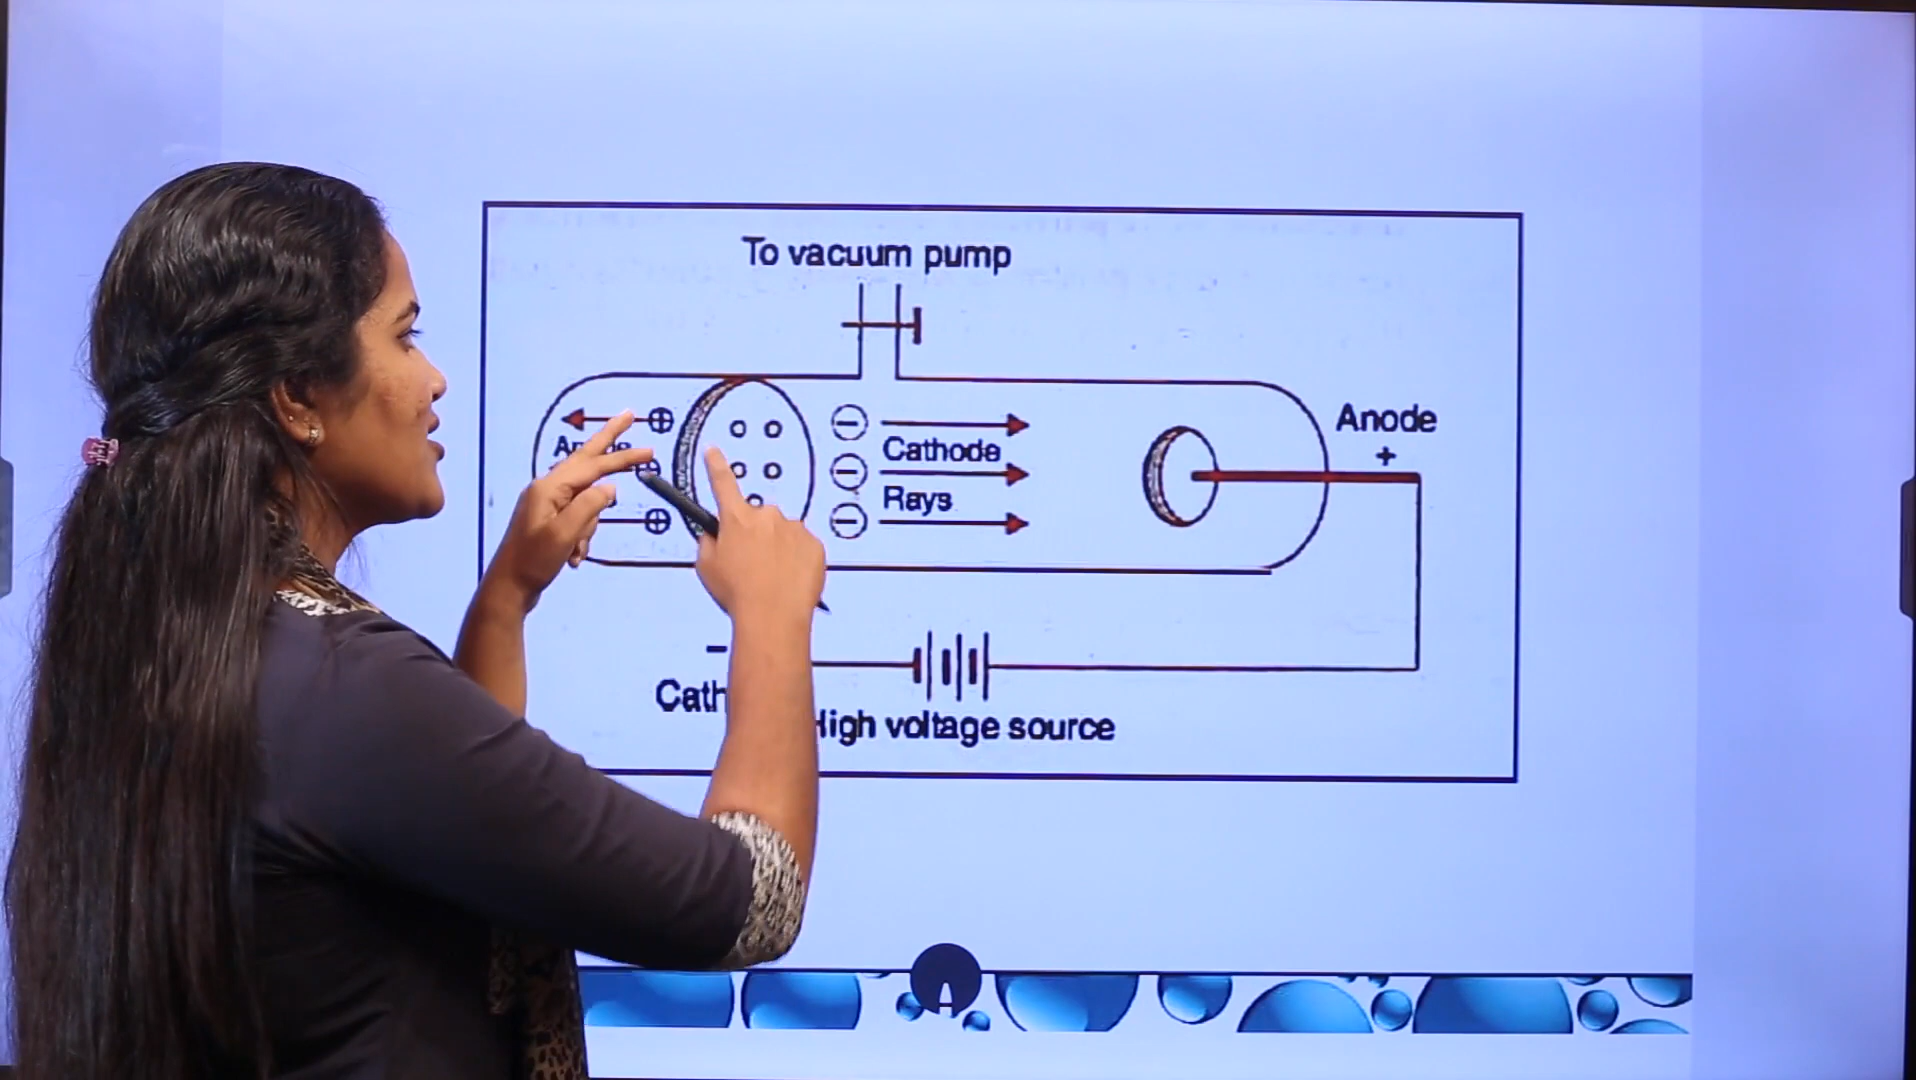 To vacuum pump
Anode
+
Cathode
Rays
−
High voltage source